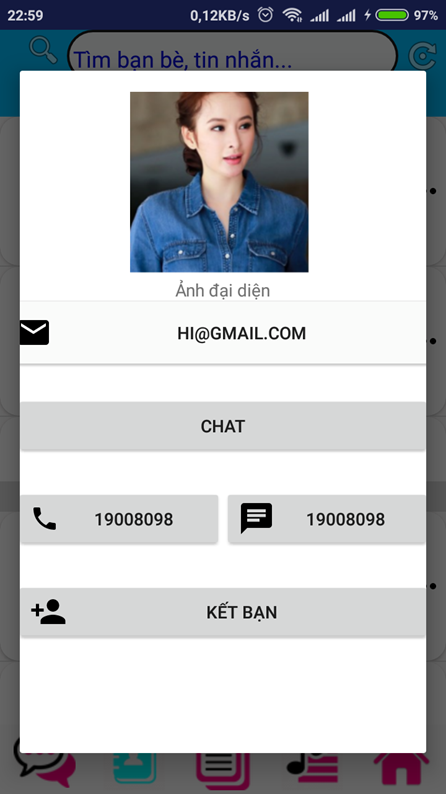 22:59
0,12KB/s
97%
Tìm bạn bè, tin nhắn...
Ảnh đại diện
HI@GMAIL.COM
CHAT
19008098
19008098
KẾT BẠN